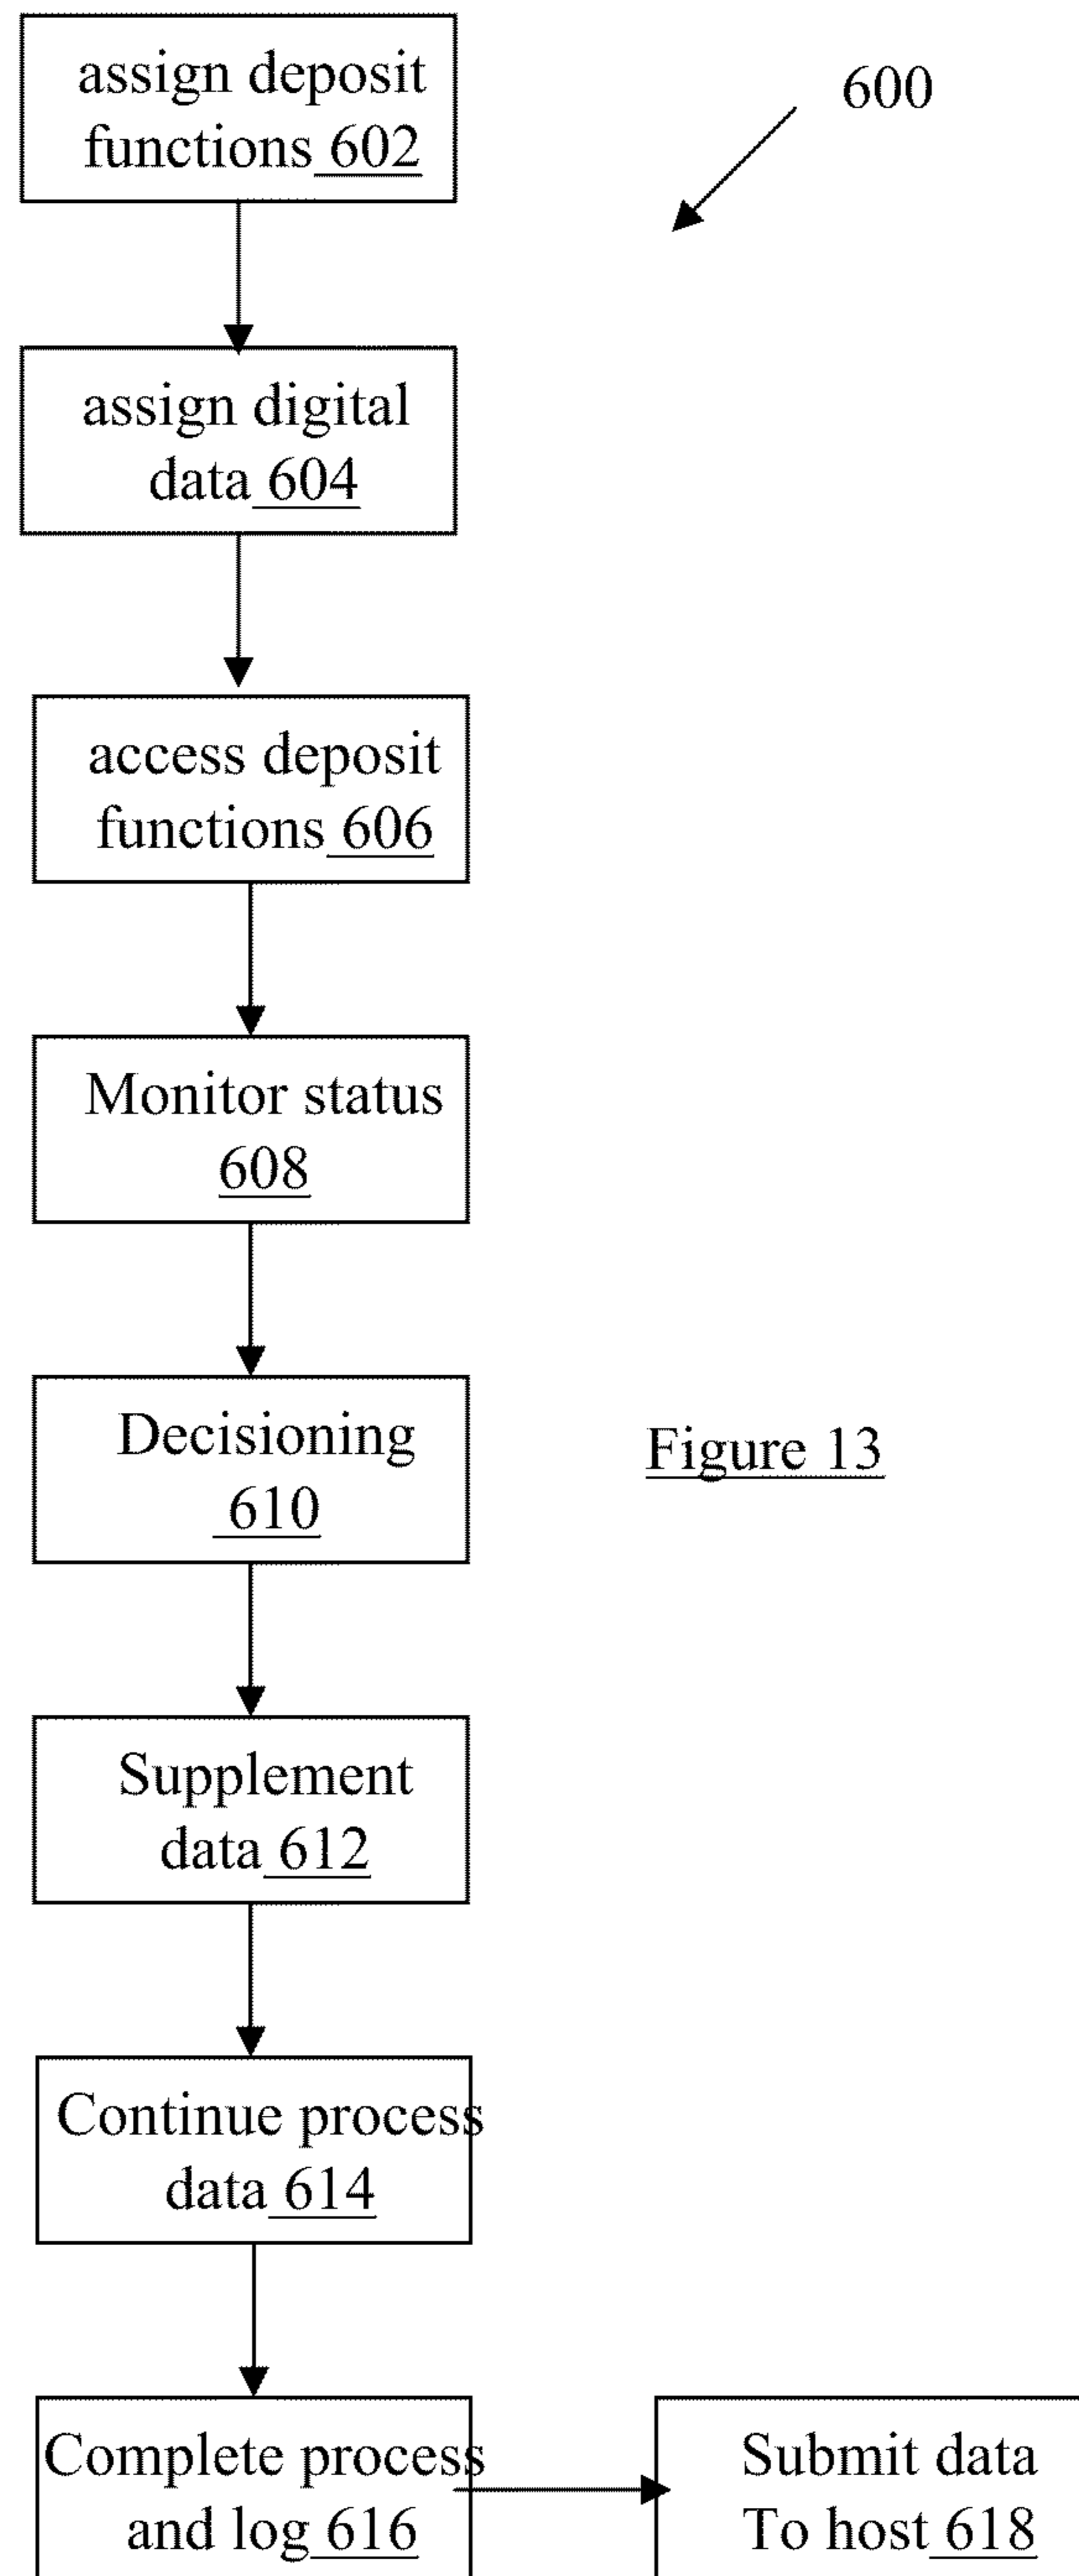 assign deposit
functions 602
600
assign digital
data 604
access deposit
functions 606
Monitor status
608
Decisioning
610
Figure 13
Supplement
data 612
Continue process
data 614
Complete process
and log 616
Submit data
To host 618